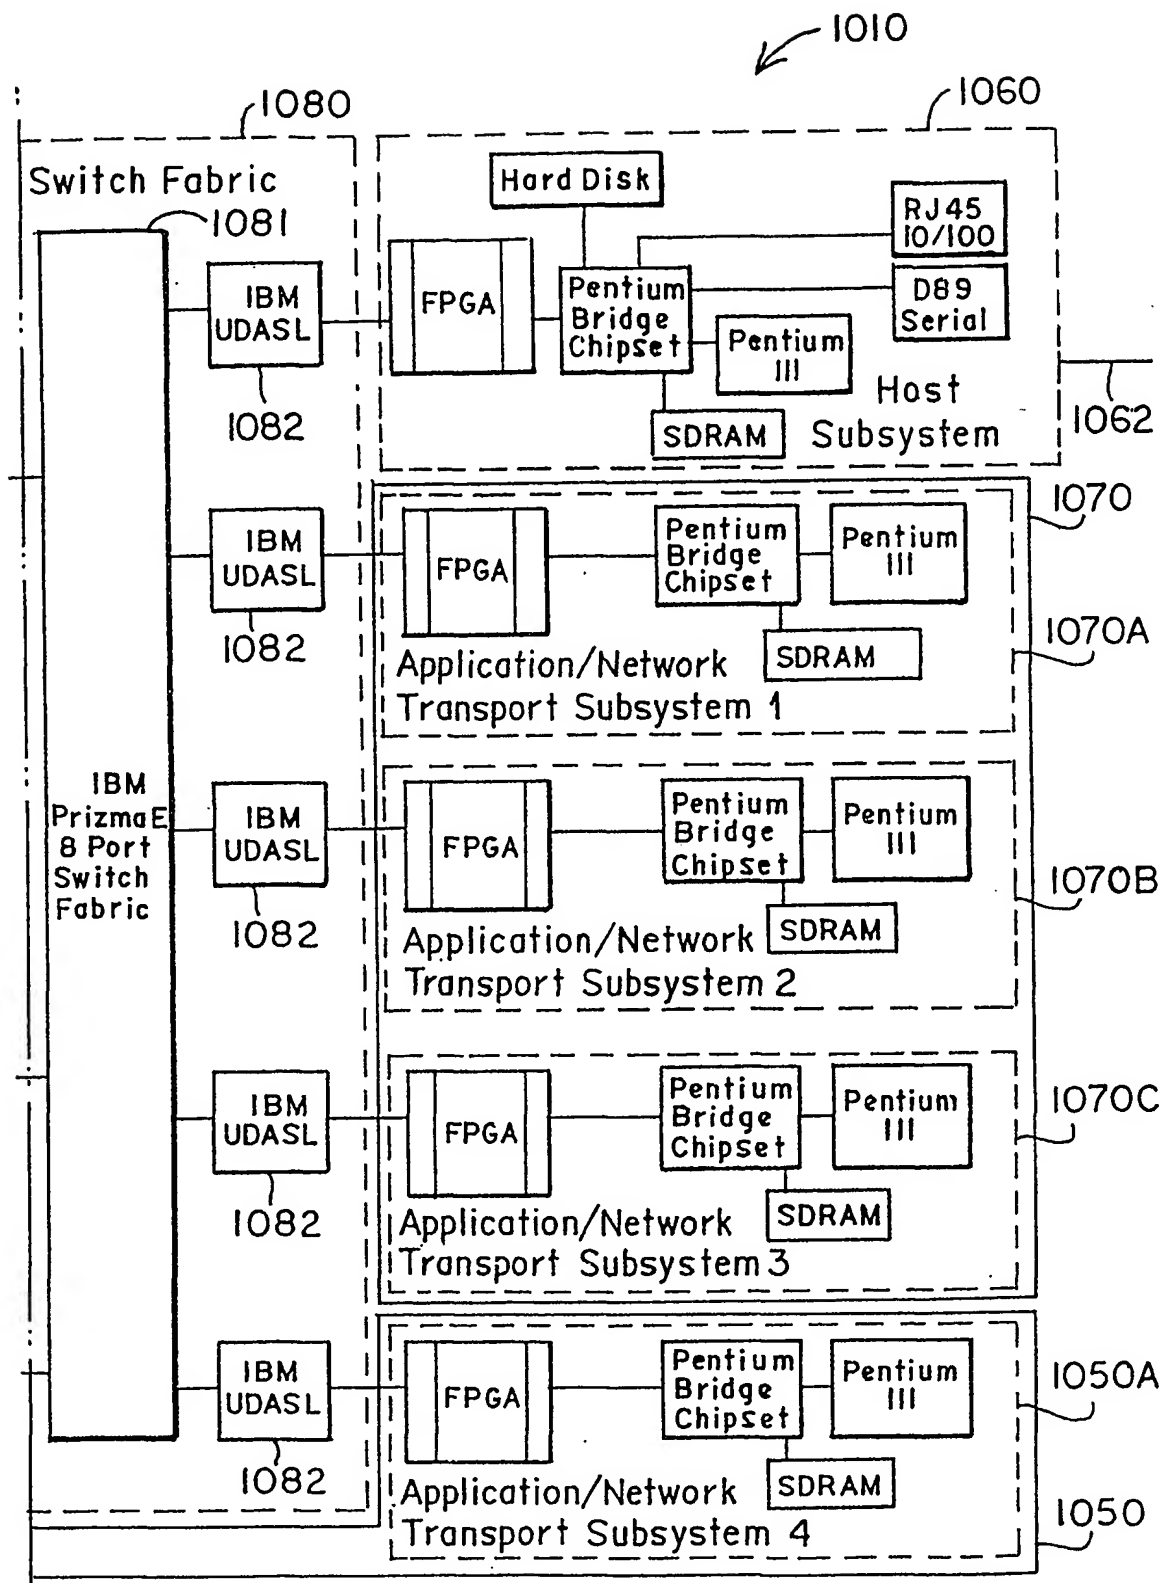 1010
1080
1060
Switch Fabric
1081
Hard Disk
RJ45
10/100
IBM
UDASL
FPGA
Pentium
Bridge
Chipset
D89
Serial
Pentium
III
1082
SDRAM
Host
Subsystem
1062
1070
IBM
UDASL
FPGA
Pentium
Bridge
Chipset
Pentium
III
1082
SDRAM
1070A
Application/Network
Transport Subsystem 1
IBM
PrizmaE
8 Port
Switch
Fabric
IBM
UDASL
FPGA
Pentium
Bridge
Chipset
Pentium
III
1070B
1082
SDRAM
Application/Network
Transport Subsystem 2
IBM
UDASL
FPGA
Pentium
Bridge
Chipset
Pentium
III
1070C
1082
SDRAM
Application/Network
Transport Subsystem 3
IBM
UDASL
FPGA
Pentium
Bridge
Chipset
Pentium
III
1050A
1082
SDRAM
Application/Network
Transport Subsystem 4
1050